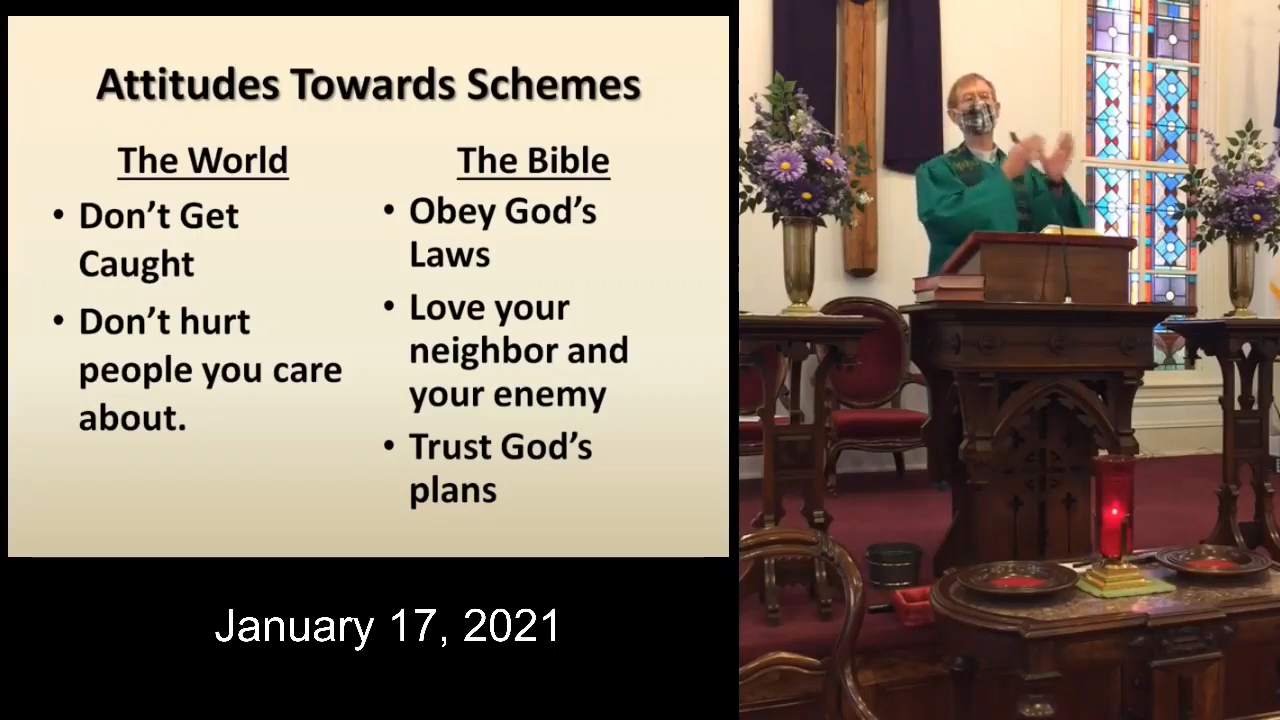 Attitudes Towards Schemes
The World
• Don't Get
Caught
• Don't hurt
people you care
about.
The Bible
• Obey God's
Laws
• Love your
neighbor and
your enemy
• Trust God's
plans
January 17, 2021